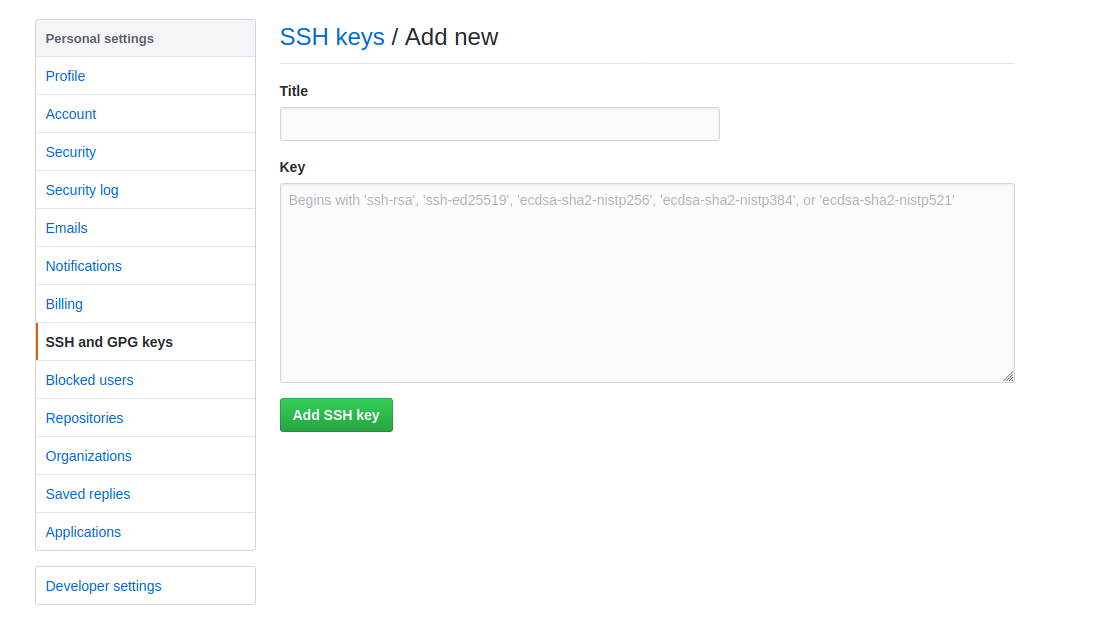 Personal settings
Profile
Account
Security
Security log
Emails
Notifications
Billing
SSH and GPG keys
Blocked users
Repositories
Organizations
Saved replies
Applications
Developer settings
SSH keys / Add new
Title
Key
Begins with 'ssh-rsa', 'ssh-ed25519', 'ecdsa-sha2-nistp256', 'ecdsa-sha2-nistp384', or 'ecdsa-sha2-nistp521'
Add SSH key